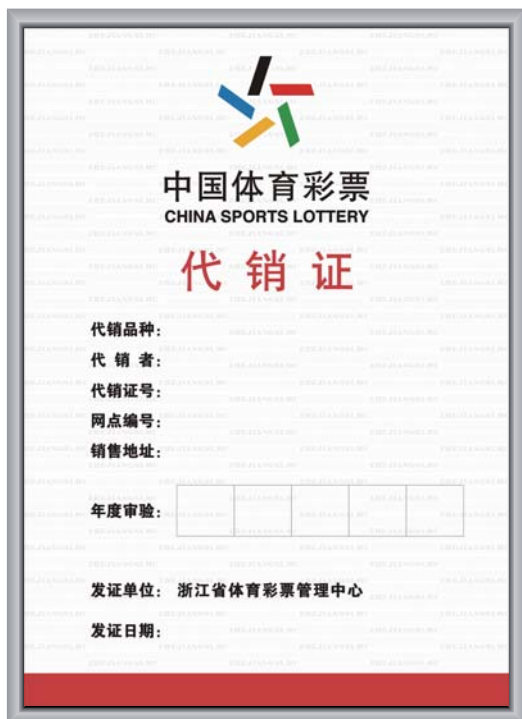 中国体育彩票
CHINA SPORTS LOTTERY
代销证
代销品种：
代 销 者：
代销证号：
网点编号：
销售地址：
年度审验：
发证单位： 浙江省体育彩票管理中心
发证日期：